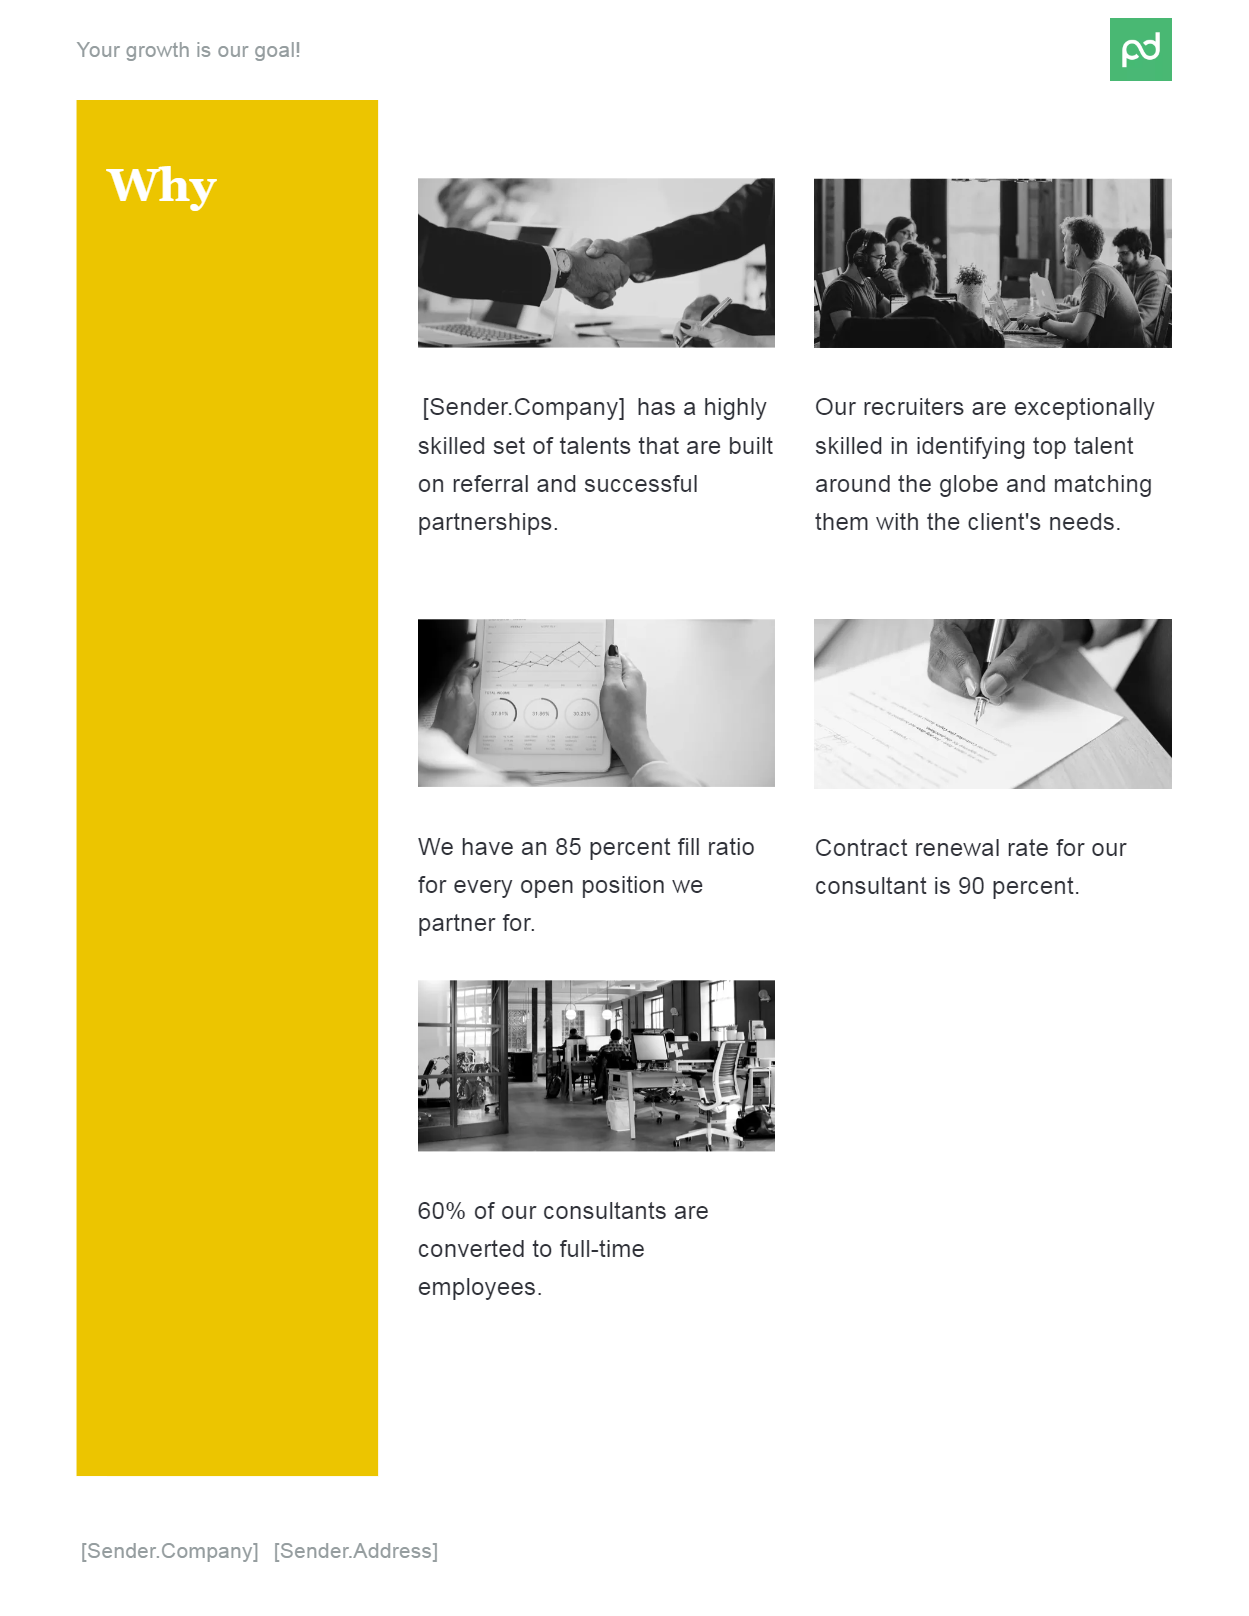 Your growth is our goal!
pd
Why
[Sender.Company] has a highly
skilled set of talents that are built
on referral and successful
partnerships.
Our recruiters are exceptionally
skilled in identifying top talent
around the globe and matching
them with the client's needs.
We have an 85 percent fill ratio
for every open position we
partner for.
Contract renewal rate for our
consultant is 90 percent.
60% of our consultants are
converted to full-time
employees.
[Sender.Company] [Sender.Address]